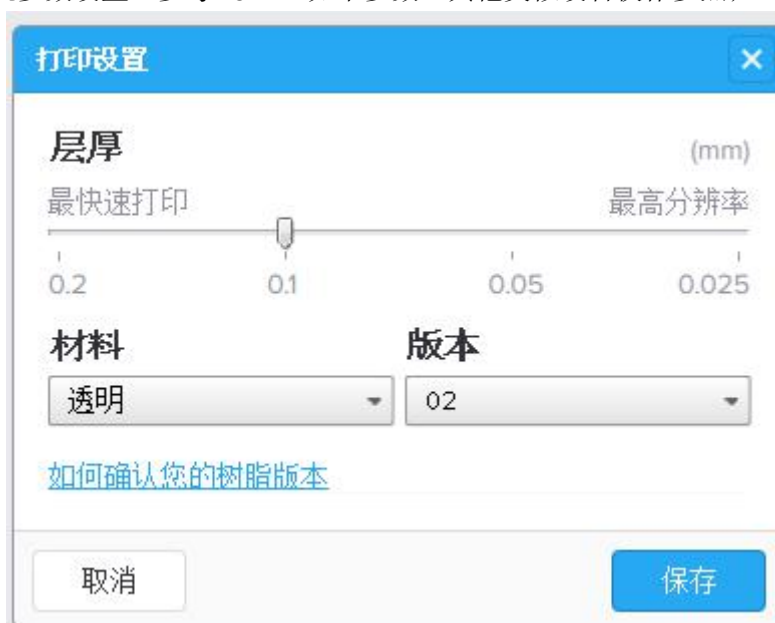 打印设置
层厚 (mm)
最快速打印 最高分辨率
0.2 0.1 0.05 0.025
材料 版本
透明 02
如何确认您的树脂版本
取消 保存